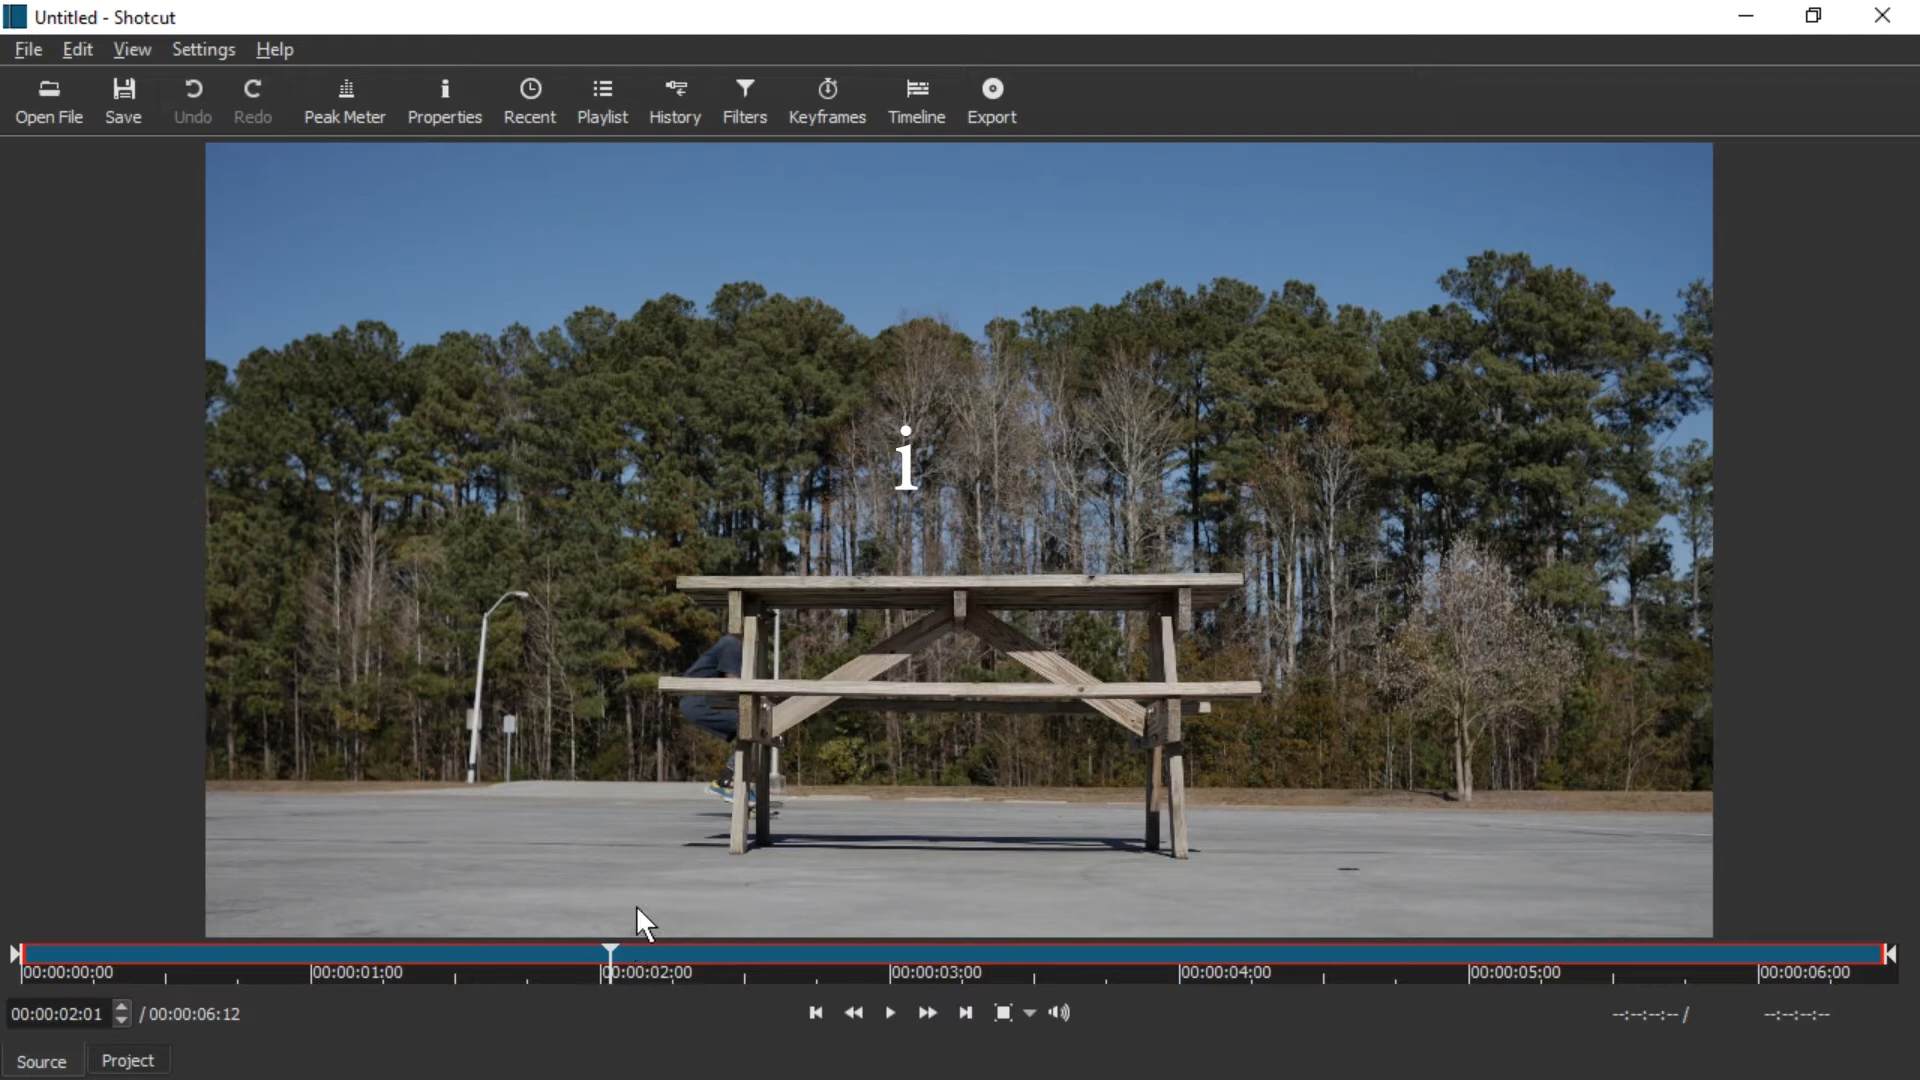 Untitled - Shotcut
File Edit View Settings Help
Open File Save Undo Redo Peak Meter Properties Recent Playlist History Filters Keyframes Timeline Export
i
00:00:00:00 00:00:01:00 00:00:02:00 00:00:03:00 00:00:04:00 00:00:05:00 00:00:06:00
00:00:02:01 / 00:00:06:12 --:--:--:-- / --:--:--:--
Source Project